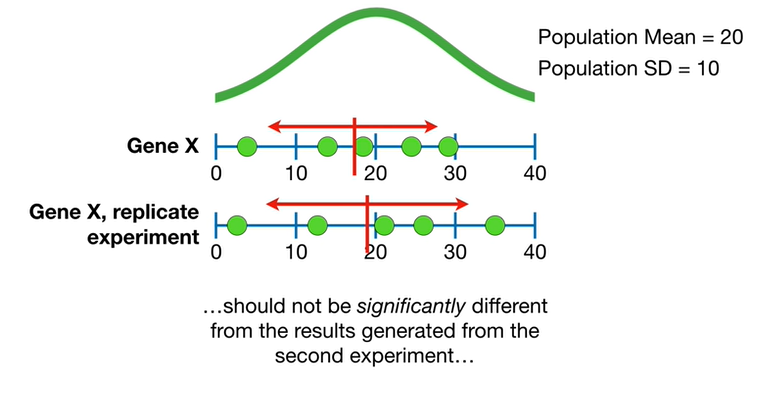 Population Mean = 20
Population SD = 10
Gene X
0 10 20 30 40
Gene X, replicate
experiment
0 10 20 30 40
…should not be significantly different
from the results generated from the
second experiment…